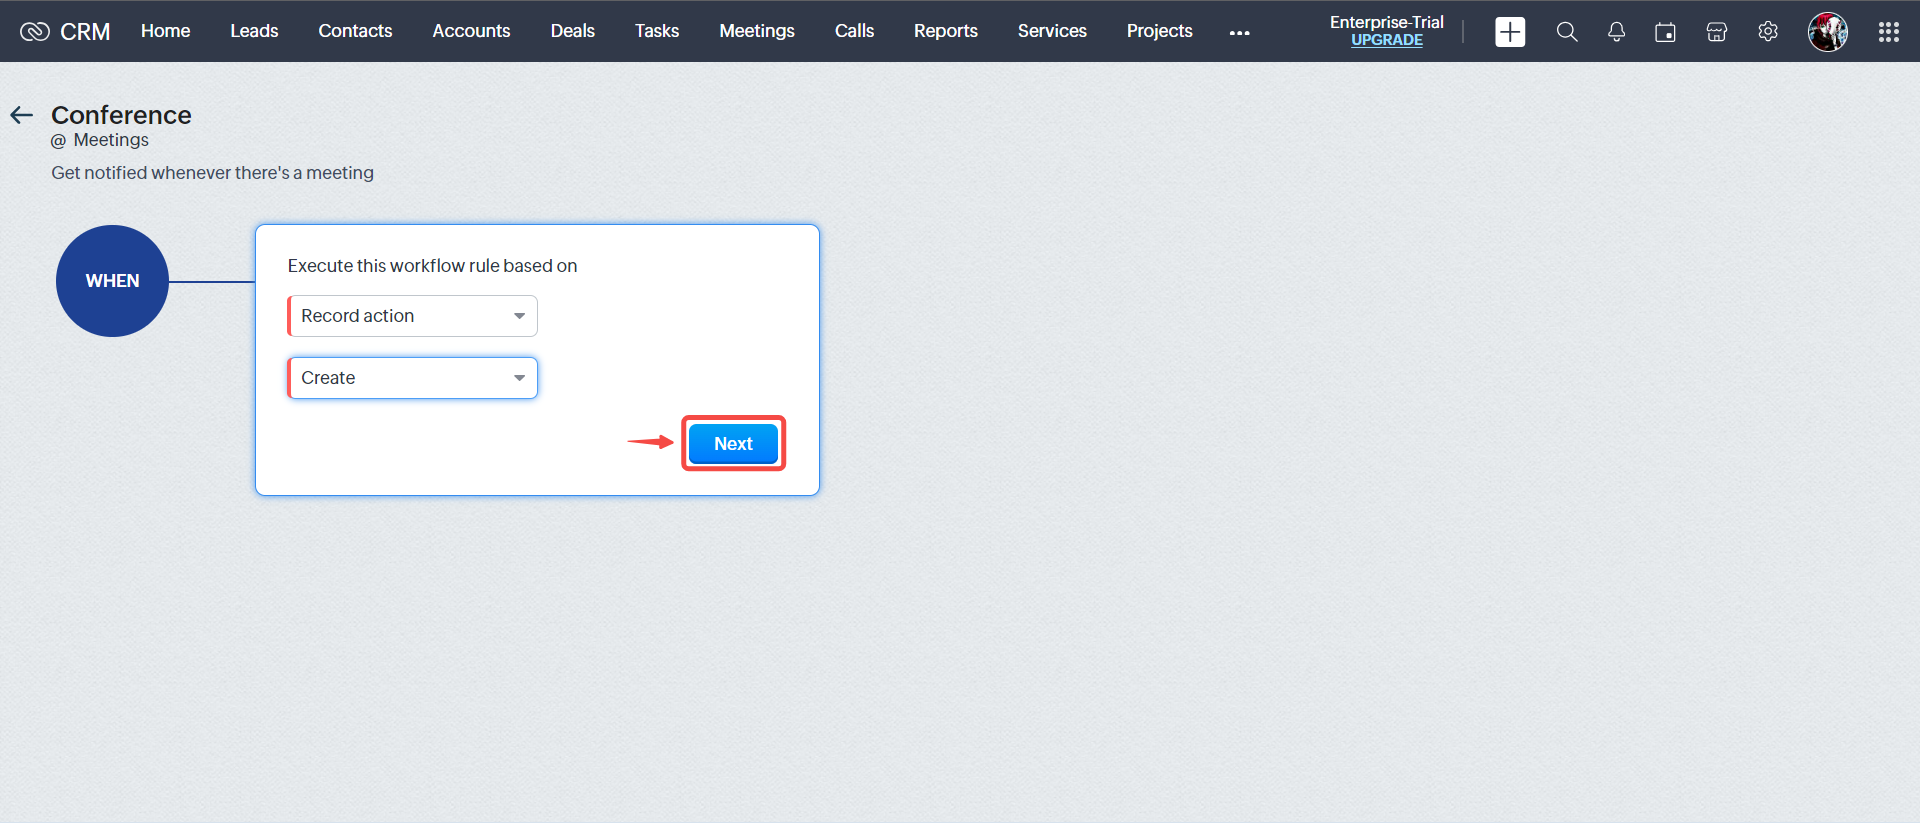 CRM Home Leads Contacts Accounts Deals Tasks Meetings Calls Reports Services Projects ... Enterprise-Trial
UPGRADE
Conference
@ Meetings
Get notified whenever there's a meeting
WHEN
Execute this workflow rule based on
Record action
Create
Next